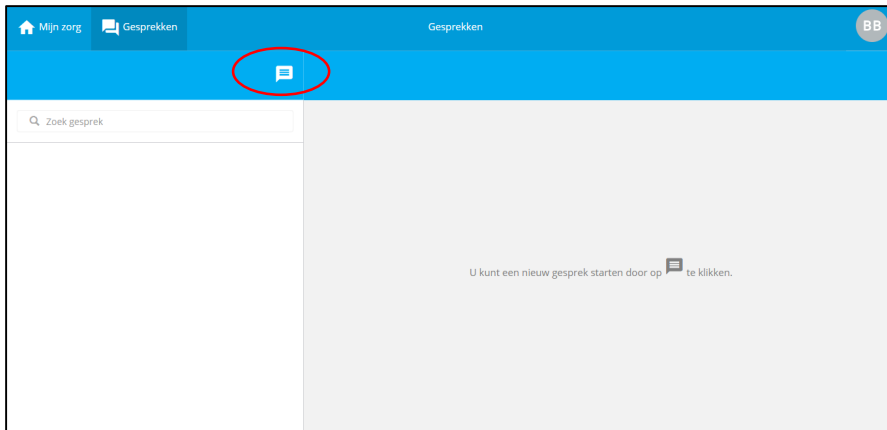 Mijn zorg
Gesprekken
Gesprekken
BB
Zoek gesprek
U kunt een nieuw gesprek starten door op te klikken.